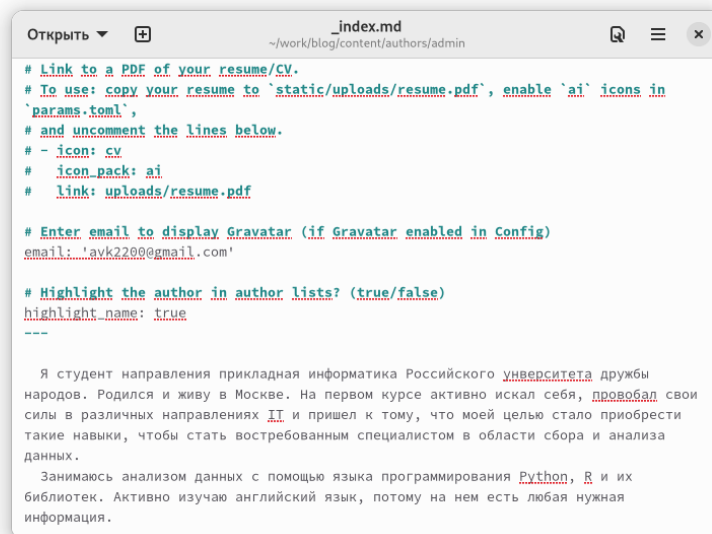 Открыть
_index.md
~/work/blog/content/authors/admin
# Link to a PDF of your resume/CV.
# To use: copy your resume to `static/uploads/resume.pdf`, enable `ai` icons in
`params.toml`,
# and uncomment the lines below.
# - icon: cv
#   icon_pack: ai
#   link: uploads/resume.pdf

# Enter email to display Gravatar (if Gravatar enabled in Config)
email: 'avk2200@gmail.com'

# Highlight the author in author lists? (true/false)
highlight_name: true
---

  Я студент направления прикладная информатика Российского унверситета дружбы
народов. Родился и живу в Москве. На первом курсе активно искал себя, провобал свои
силы в различных направлениях IT и пришел к тому, что моей целью стало приобрести
такие навыки, чтобы стать востребованным специалистом в области сбора и анализа
данных.
  Занимаюсь анализом данных с помощью языка программирования Python, R и их
библиотек. Активно изучаю английский язык, потому на нем есть любая нужная
информация.